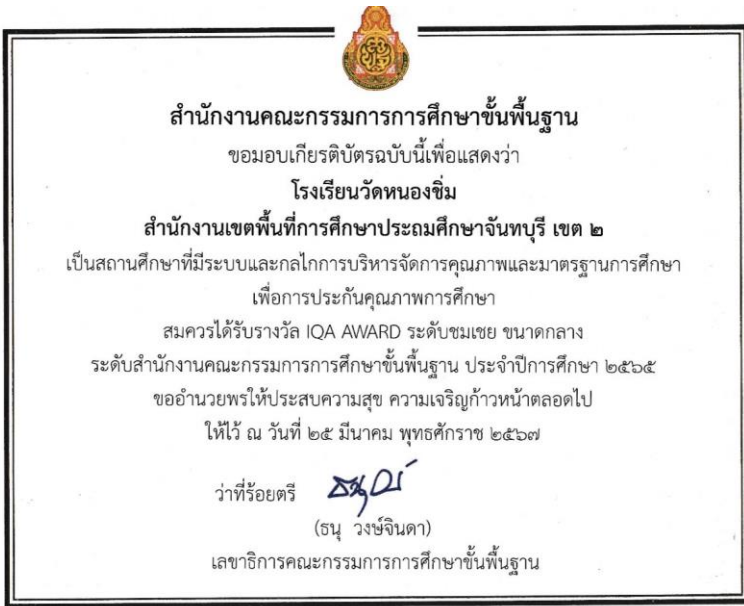 สำนักงานคณะกรรมการการศึกษาขั้นพื้นฐาน
ขอมอบเกียรติบัตรฉบับนี้เพื่อแสดงว่า
โรงเรียนวัดหนองชิ่ม
สำนักงานเขตพื้นที่การศึกษาประถมศึกษาจันทบุรี เขต ๒
เป็นสถานศึกษาที่มีระบบและกลไกการบริหารจัดการคุณภาพและมาตรฐานการศึกษา
เพื่อการประกันคุณภาพการศึกษา
สมควรได้รับรางวัล IQA AWARD ระดับชมเชย ขนาดกลาง
ระดับสำนักงานคณะกรรมการการศึกษาขั้นพื้นฐาน ประจำปีการศึกษา ๒๕๖๕
ขออำนวยพรให้ประสบความสุข ความเจริญก้าวหน้าตลอดไป
ให้ไว้ ณ วันที่ ๒๕ มีนาคม พุทธศักราช ๒๕๖๗
ว่าที่ร้อยตรี
(ธนุ วงษ์จินดา)
เลขาธิการคณะกรรมการการศึกษาขั้นพื้นฐาน